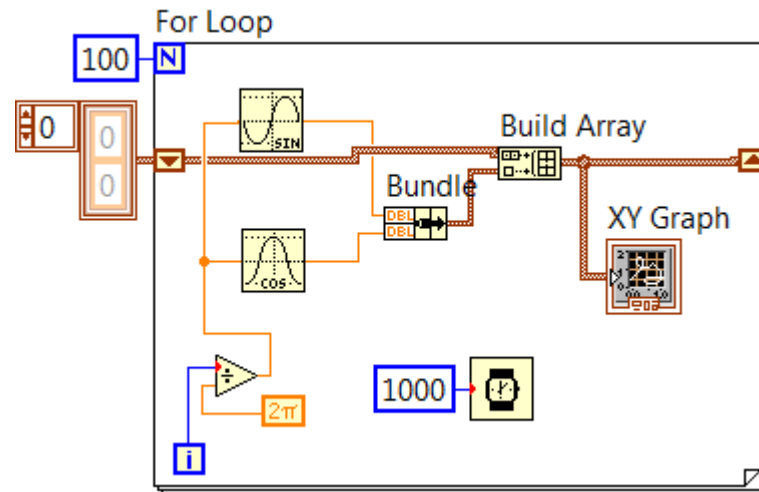 For Loop
100
N
0
0
0
SIN
Build Array
Bundle
DBL
DBL
XY Graph
COS
÷
2π
1000
i